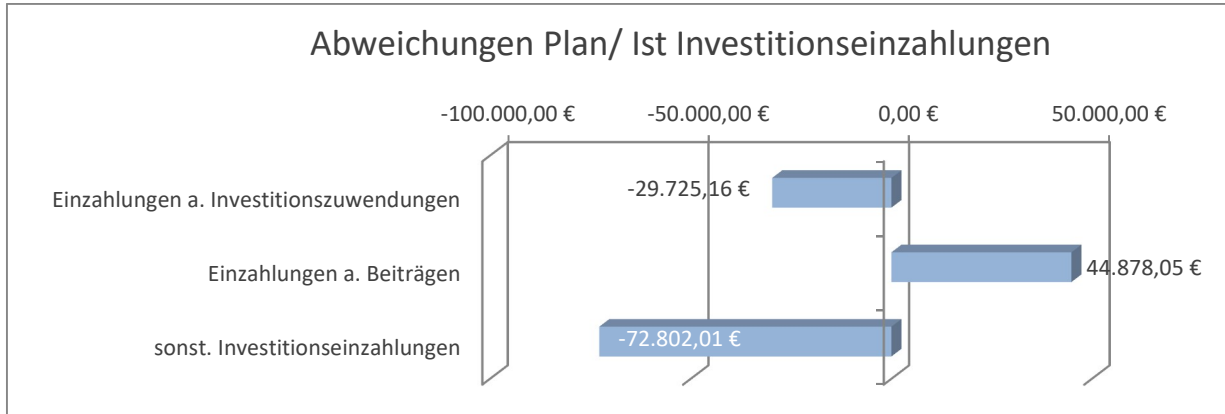 Abweichungen Plan/ Ist Investitionseinzahlungen
-100.000,00 € -50.000,00 € 0,00 € 50.000,00 €
Einzahlungen a. Investitionszuwendungen -29.725,16 €
Einzahlungen a. Beiträgen 44.878,05 €
sonst. Investitionseinzahlungen -72.802,01 €